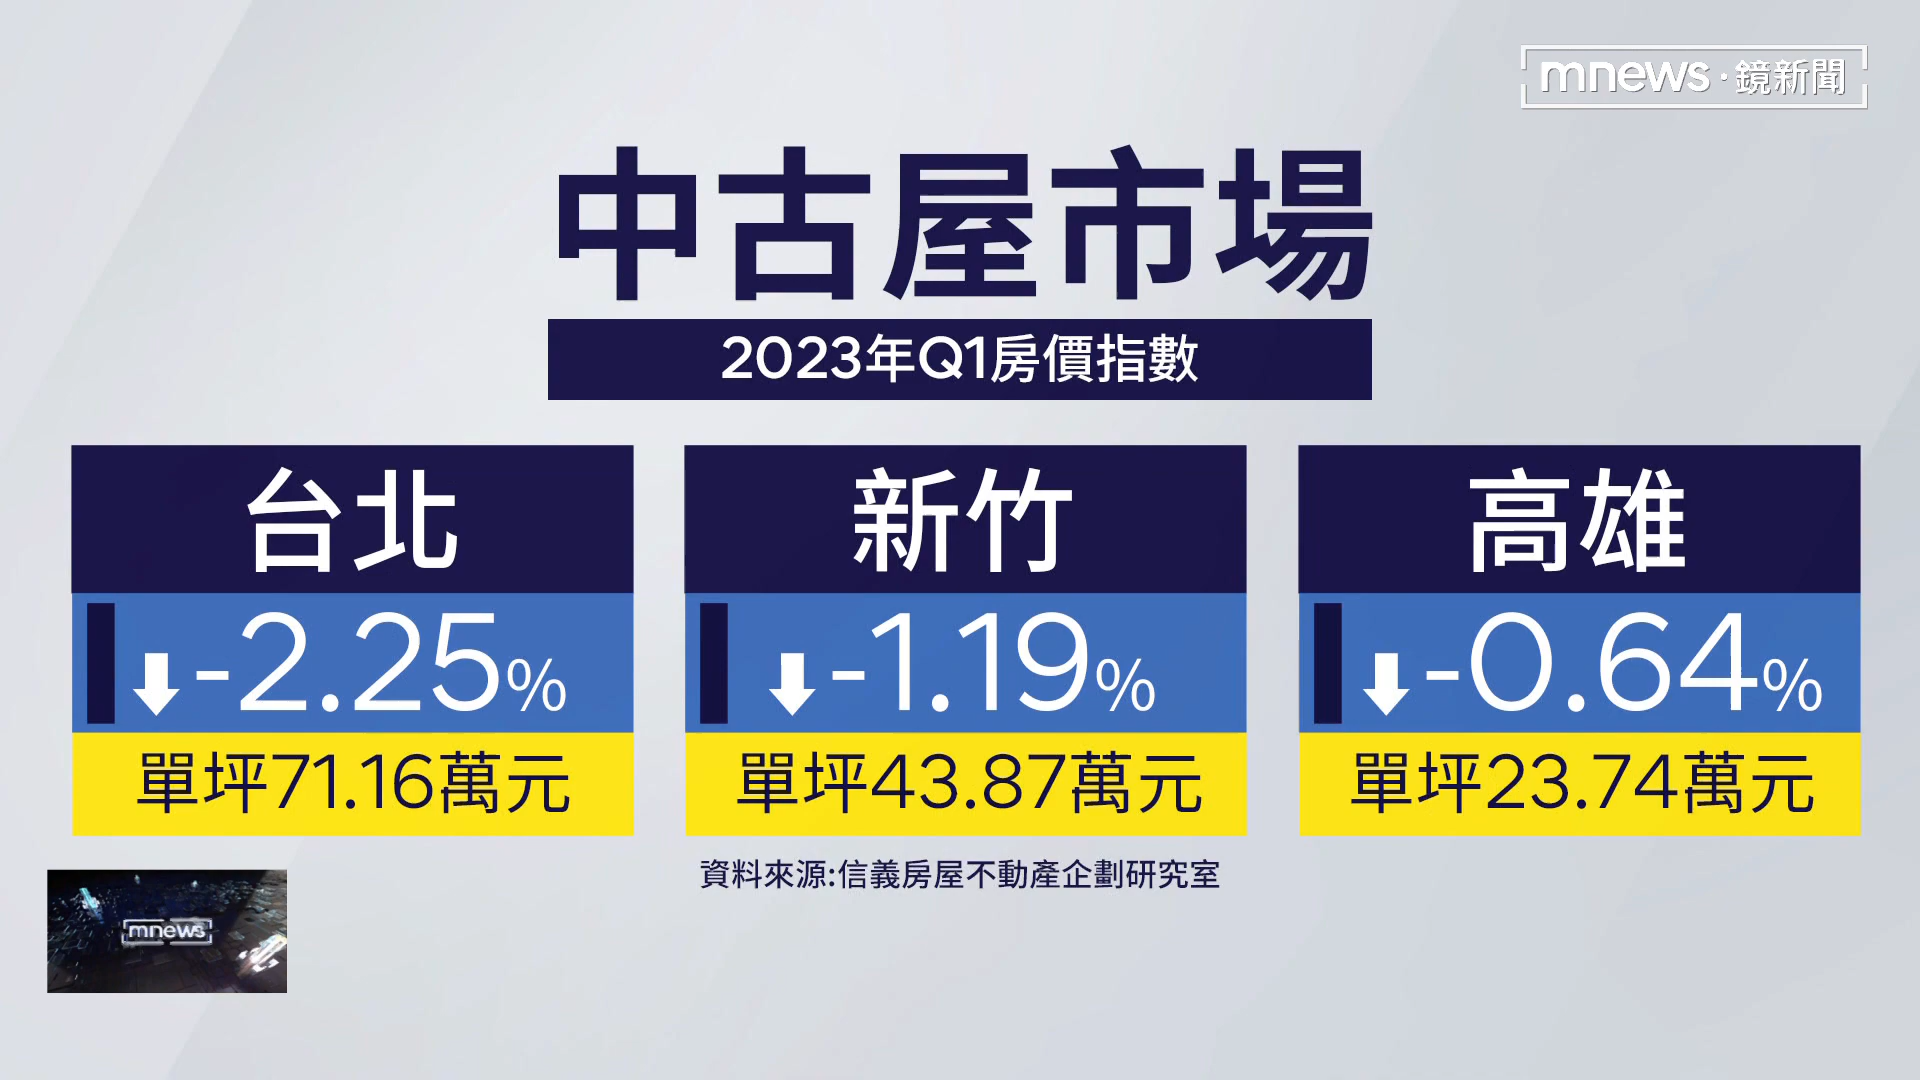 mnews·鏡新聞
中古屋市場
2023年Q1房價指數
台北
-2.25%
單坪71.16萬元
新竹
-1.19%
單坪43.87萬元
高雄
-0.64%
單坪23.74萬元
資料來源:信義房屋不動產企劃研究室
mnews